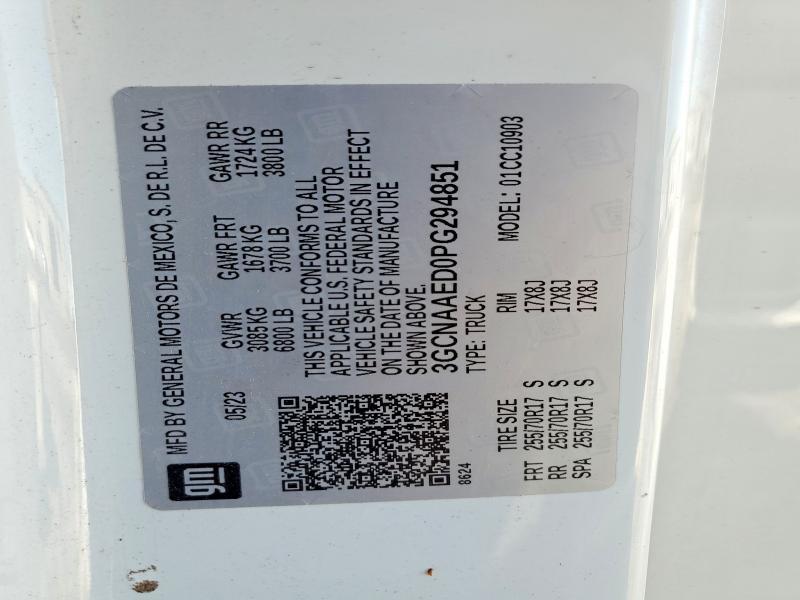 gm
MFD BY GENERAL MOTORS DE MEXICO, S. DE R.L. DE C.V.
05/23 GVWR GAWR FRT GAWR RR
3085 KG 1678 KG 1724 KG
6800 LB 3700 LB 3800 LB
THIS VEHICLE CONFORMS TO ALL
APPLICABLE U.S. FEDERAL MOTOR
VEHICLE SAFETY STANDARDS IN EFFECT
ON THE DATE OF MANUFACTURE
SHOWN ABOVE.
3GCNAAED0PG294851
8624 TYPE: TRUCK
TIRE SIZE RIM MODEL: 01CC10903
FRT 255/70R17 S 17X8J
RR 255/70R17 S 17X8J
SPA 255/70R17 S 17X8J